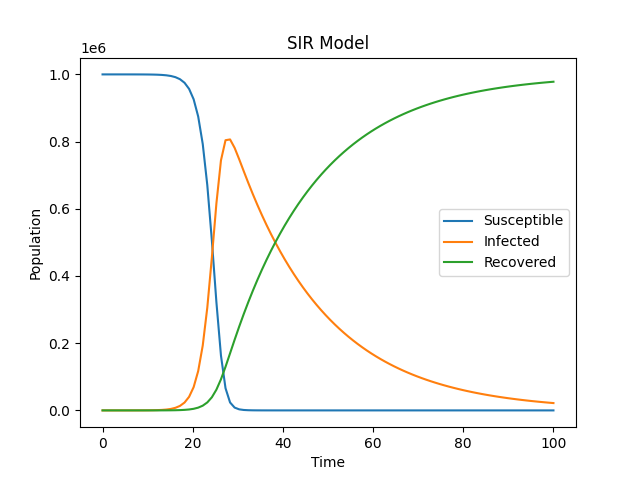 SIR Model
1e6
1.0
0.8
0.6
0.4
0.2
0.0
Population
Susceptible
Infected
Recovered
0 20 40 60 80 100
Time